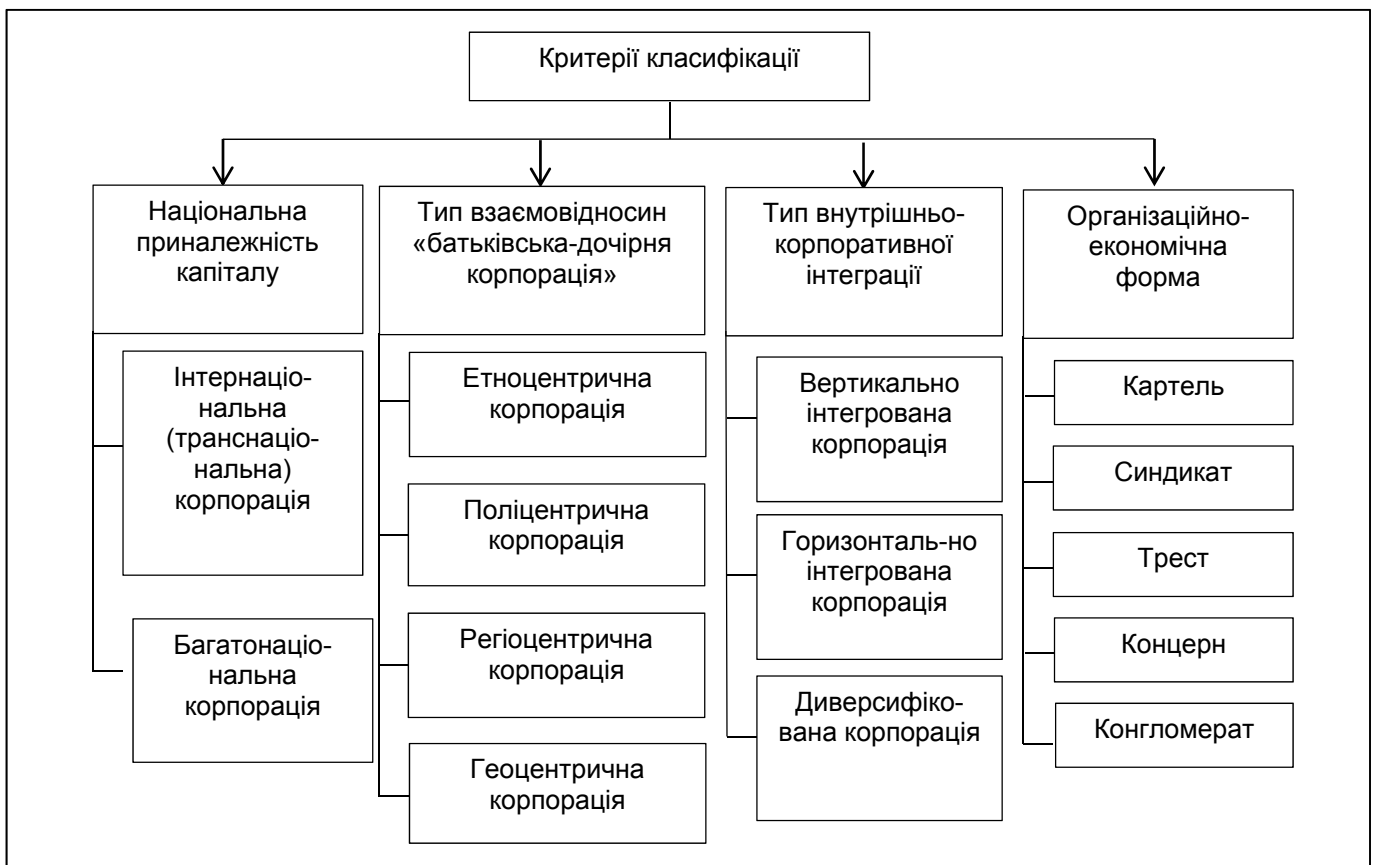 Критерії класифікації
Національна
приналежність
капіталу
Інтернаціо-
нальна
(транснаціо-
нальна)
корпорація
Багатонаціо-
нальна
корпорація
Тип взаємовідносин
«батьківська-дочірня
корпорація»
Етноцентрична
корпорація
Поліцентрична
корпорація
Регіоцентрична
корпорація
Геоцентрична
корпорація
Тип внутрішньо-
корпоративної
інтеграції
Вертикально
інтегрована
корпорація
Горизонталь-но
інтегрована
корпорація
Диверсифіко-
вана корпорація
Організаційно-
економічна
форма
Картель
Синдикат
Трест
Концерн
Конгломерат